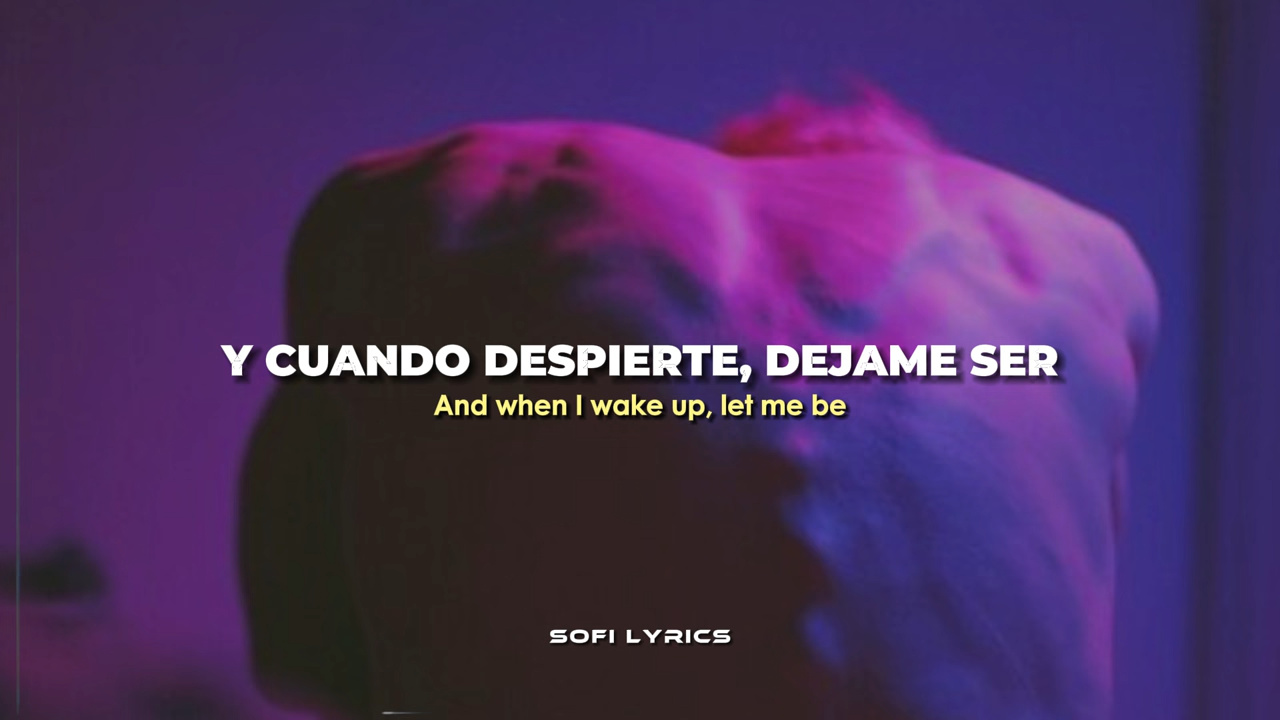 Y CUANDO DESPIERTE, DEJAME SER
And when I wake up, let me be
SOFI LYRICS